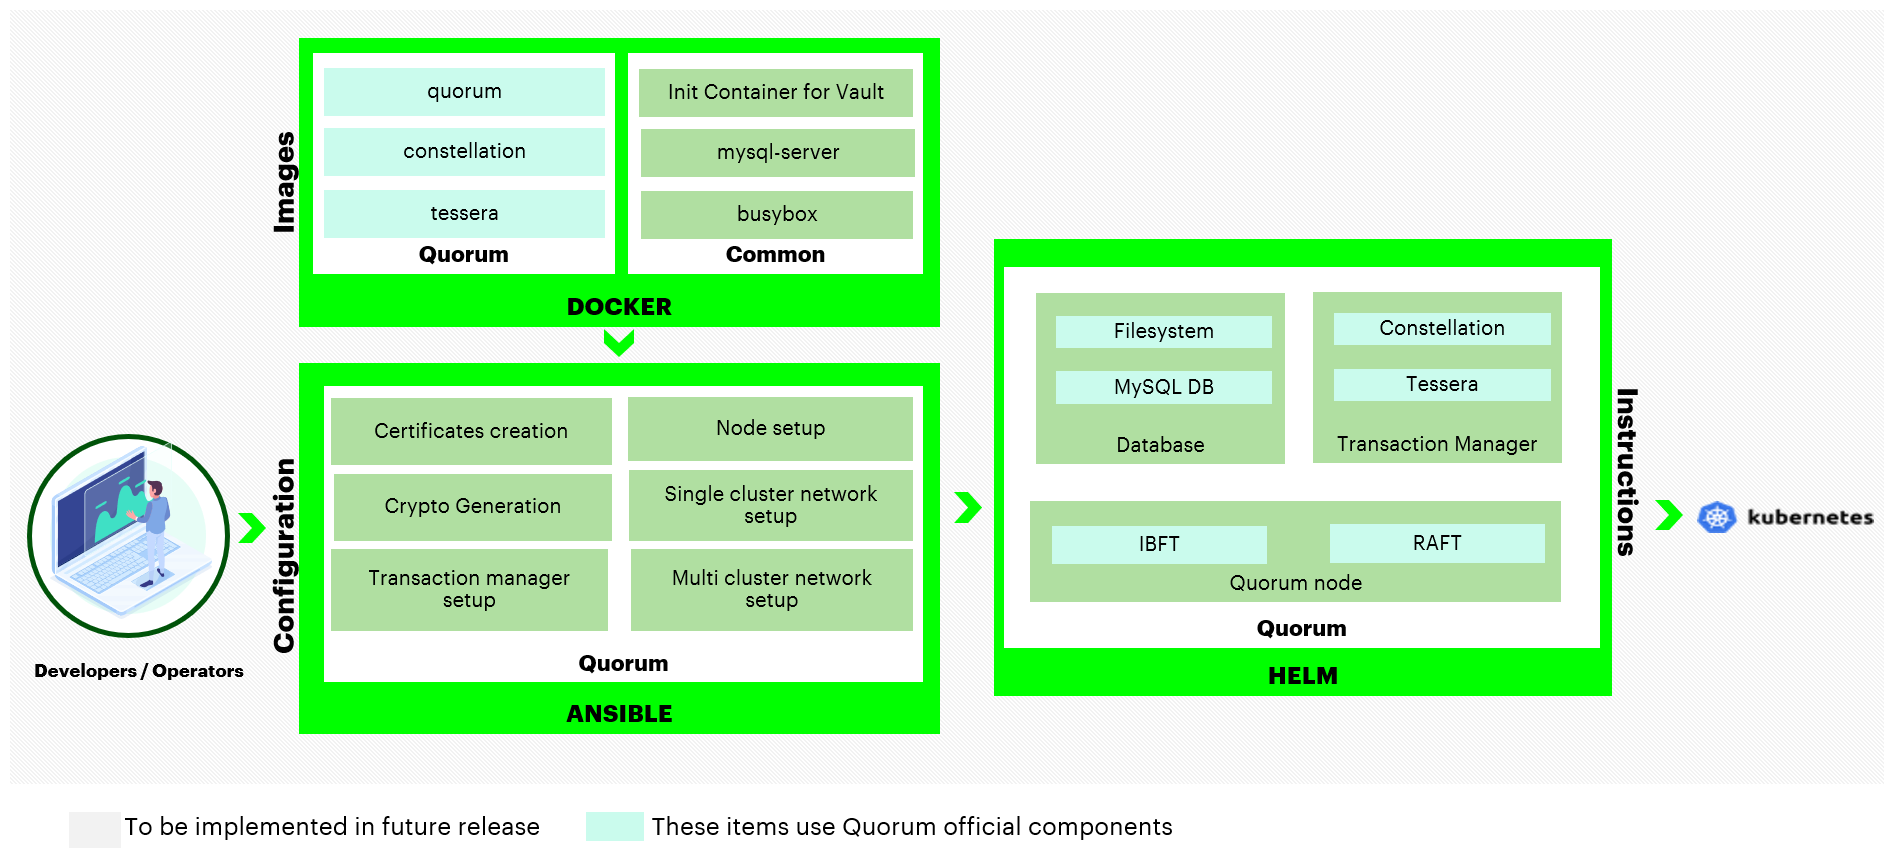 Images
quorum
constellation
tessera
Quorum
Init Container for Vault
mysql-server
busybox
Common
DOCKER
Developers / Operators
Configuration
Certificates creation
Node setup
Crypto Generation
Single cluster network
setup
Transaction manager
setup
Multi cluster network
setup
Quorum
ANSIBLE
Filesystem
MySQL DB
Database
Constellation
Tessera
Transaction Manager
IBFT
RAFT
Quorum node
Quorum
HELM
Instructions
kubernetes
To be implemented in future release
These items use Quorum official components